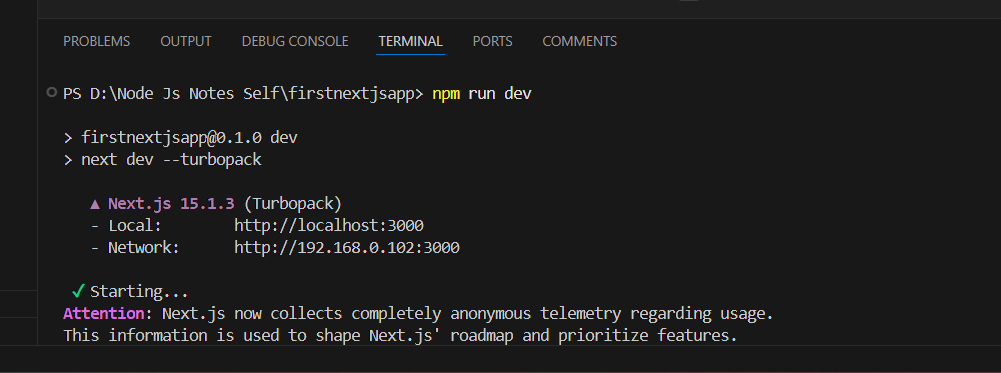 PROBLEMS OUTPUT DEBUG CONSOLE TERMINAL PORTS COMMENTS
PS D:\Node Js Notes Self\firstnextjsapp> npm run dev
> firstnextjsapp@0.1.0 dev
> next dev --turbopack
▲ Next.js 15.1.3 (Turbopack)
- Local: http://localhost:3000
- Network: http://192.168.0.102:3000
✓ Starting...
Attention: Next.js now collects completely anonymous telemetry regarding usage.
This information is used to shape Next.js' roadmap and prioritize features.